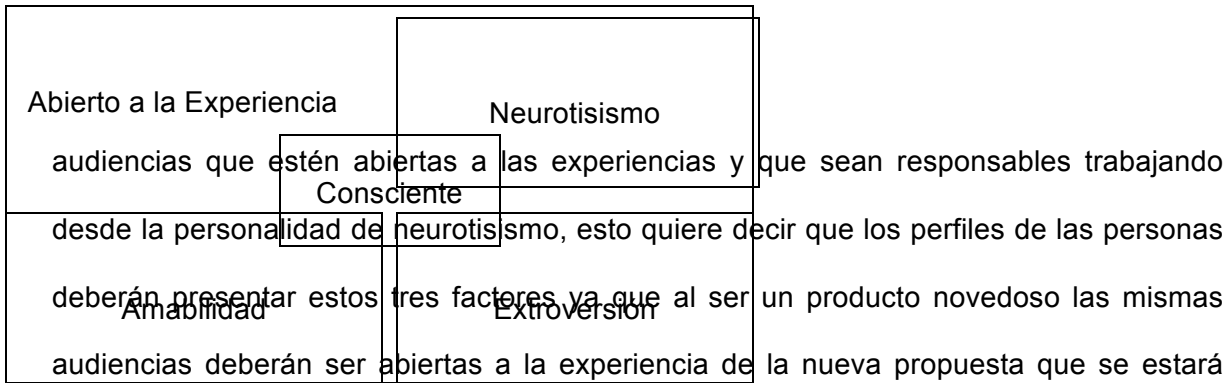 Abierto a la Experiencia
Neurotisismo
audiencias que estén abiertas a las experiencias y que sean responsables trabajando
Consciente
desde la personalidad de neurotisismo, esto quiere decir que los perfiles de las personas
deberán presentar estos tres factores ya que al ser un producto novedoso las mismas
Amabilidad
Extroversion
audiencias deberán ser abiertas a la experiencia de la nueva propuesta que se estará